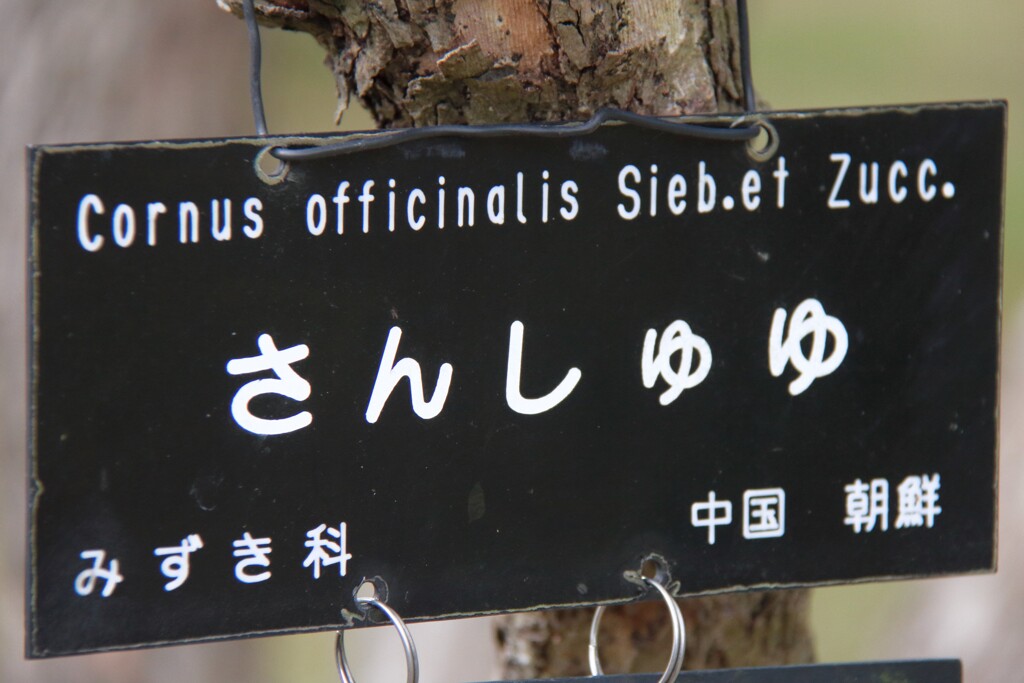 Cornus officinalis Sieb.et Zucc.
さんしゅゆ
みずき科 中国 朝鮮